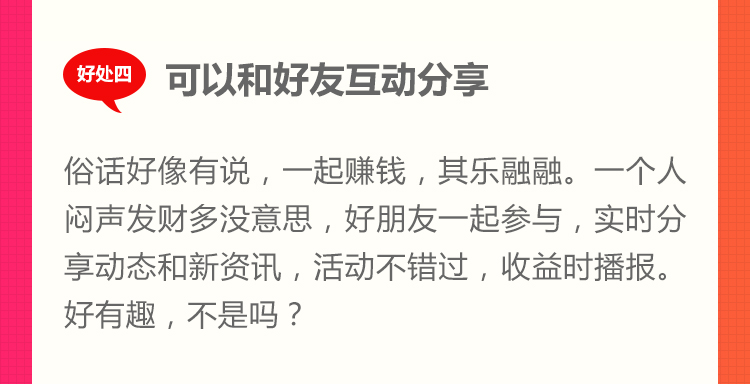 好处四
可以和好友互动分享
俗话好像有说，一起赚钱，其乐融融。一个人
闷声发财多没意思，好朋友一起参与，实时分
享动态和新资讯，活动不错过，收益时播报。
好有趣，不是吗？